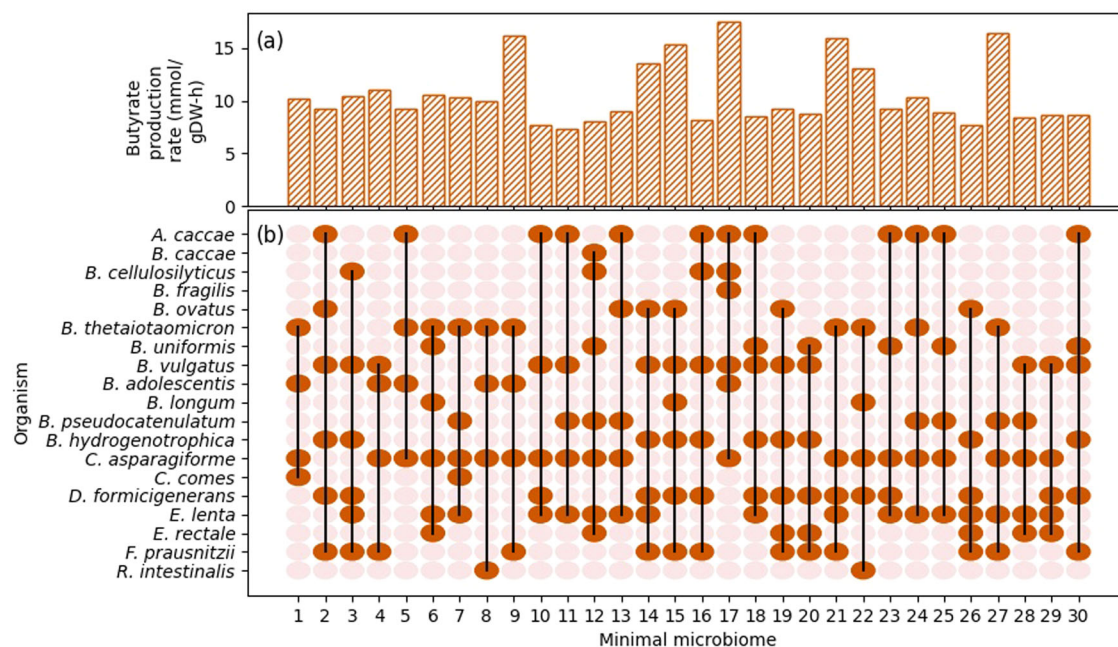 (a)
Butyrate
production
rate (mmol/
gDW-h)
15
10
5
0
(b)
Organism
A. caccae
B. caccae
B. cellulosilyticus
B. fragilis
B. ovatus
B. thetaiotaomicron
B. uniformis
B. vulgatus
B. adolescentis
B. longum
B. pseudocatenulatum
B. hydrogenotrophica
C. asparagiforme
C. comes
D. formicigenerans
E. lenta
E. rectale
F. prausnitzii
R. intestinalis
1 2 3 4 5 6 7 8 9 10 11 12 13 14 15 16 17 18 19 20 21 22 23 24 25 26 27 28 29 30
Minimal microbiome